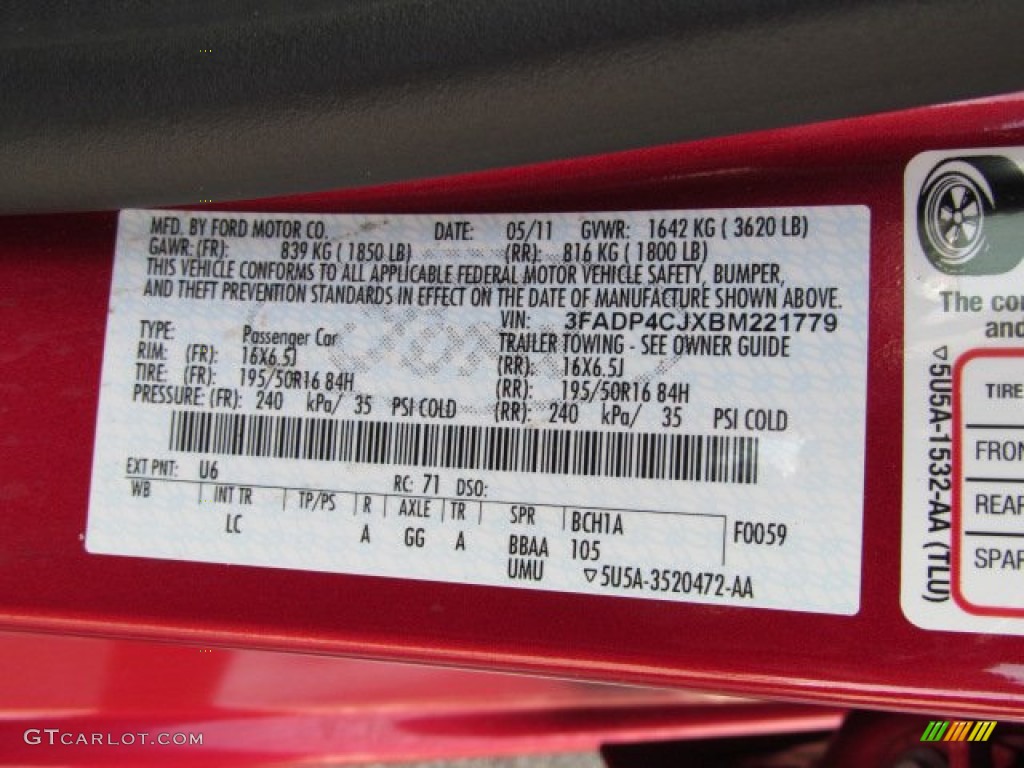 MFD. BY FORD MOTOR CO. DATE: 05/11 GVWR: 1642 KG ( 3620 LB)
GAWR: (FR): 839 KG ( 1850 LB) (RR): 816 KG ( 1800 LB)
THIS VEHICLE CONFORMS TO ALL APPLICABLE FEDERAL MOTOR VEHICLE SAFETY, BUMPER,
AND THEFT PREVENTION STANDARDS IN EFFECT ON THE DATE OF MANUFACTURE SHOWN ABOVE.
VIN: 3FADP4CJXBM221779
TYPE: Passenger Car TRAILER TOWING - SEE OWNER GUIDE
RIM: (FR): 16X6.5J (RR): 16X6.5J
TIRE: (FR): 195/50R16 84H (RR): 195/50R16 84H
PRESSURE: (FR): 240 kPa/ 35 PSI COLD (RR): 240 kPa/ 35 PSI COLD
EXT PNT: U6 RC: 71 DSO:
WB INT TR TP/PS R AXLE TR SPR BCH1A F0059
LC A GG A BBAA 105
UMU ▽5U5A-3520472-AA
The co
and
▽5U5A-1532-AA (TLU)
TIRE
FRON
REAR
SPAR
GTCARLOT.COM